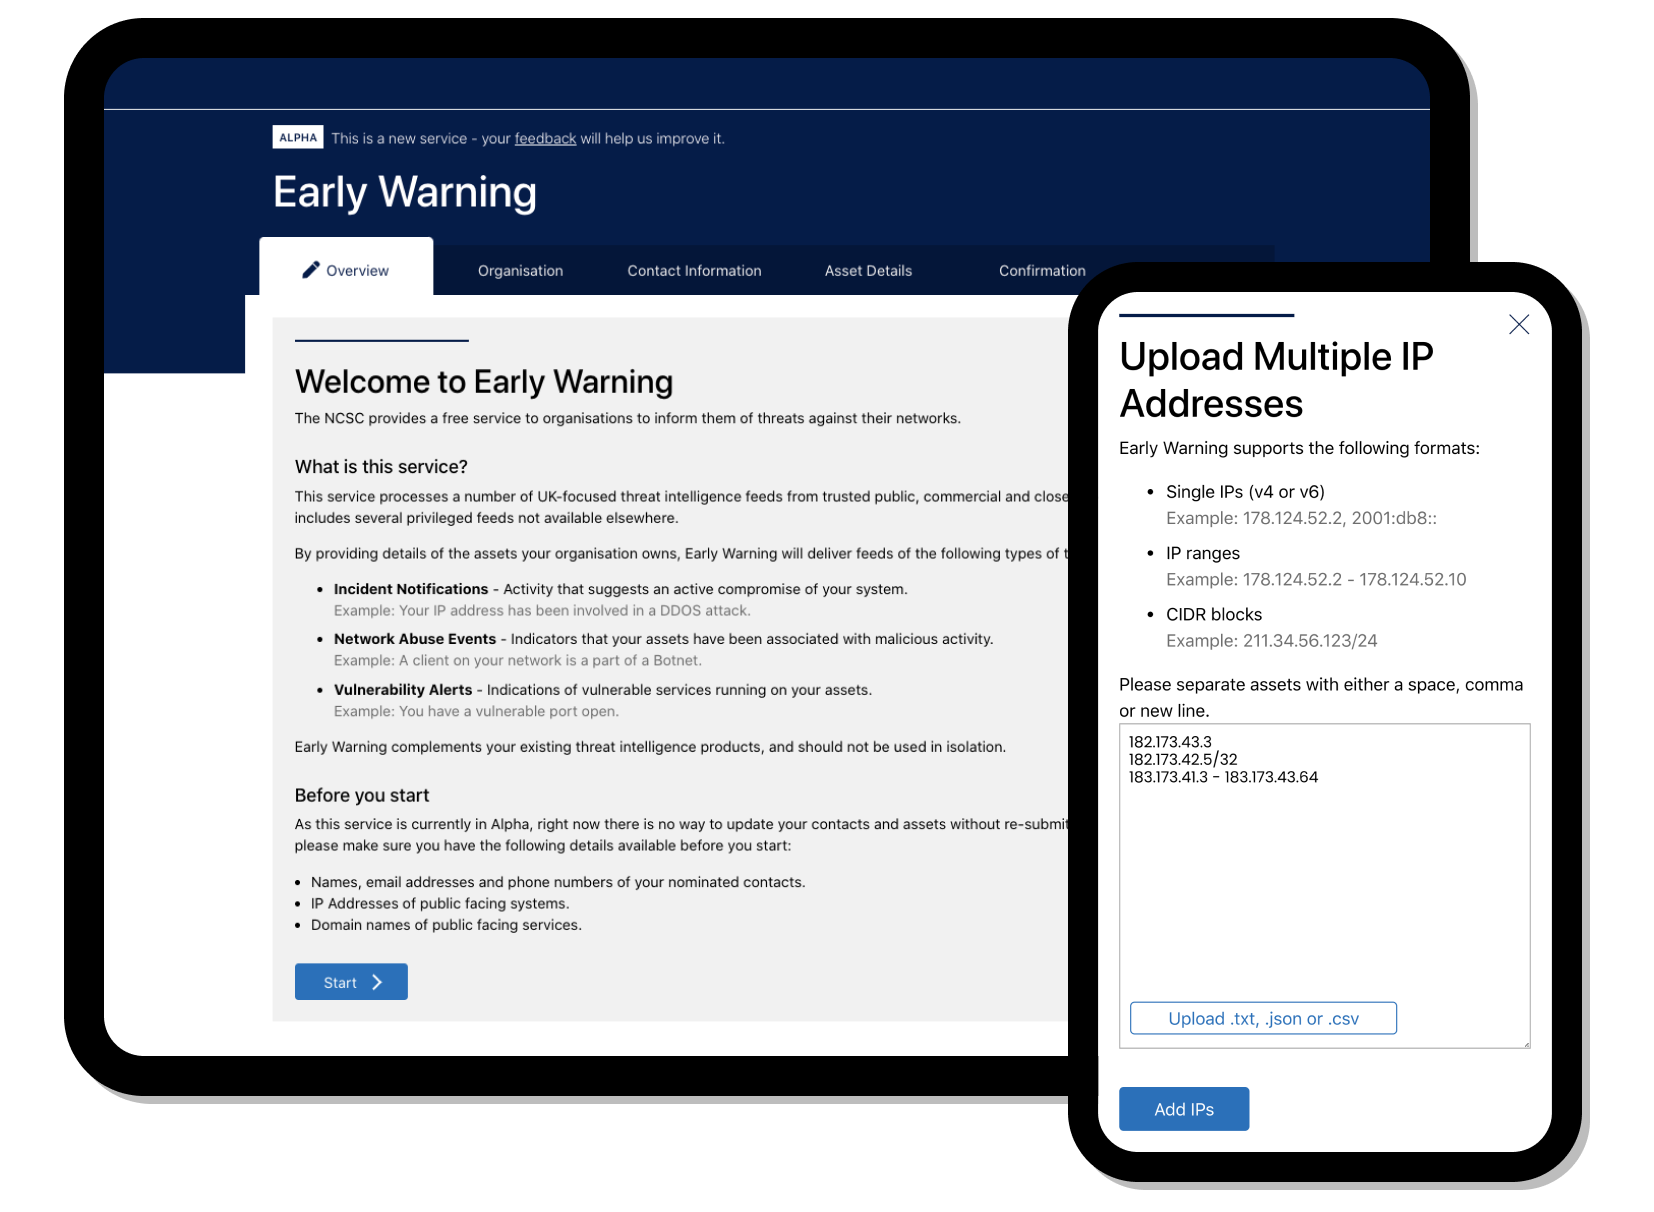 ALPHA This is a new service - your feedback will help us improve it.
Early Warning
Overview Organisation Contact Information Asset Details Confirmation
Welcome to Early Warning
The NCSC provides a free service to organisations to inform them of threats against their networks.
What is this service?
This service processes a number of UK-focused threat intelligence feeds from trusted public, commercial and close
includes several privileged feeds not available elsewhere.
By providing details of the assets your organisation owns, Early Warning will deliver feeds of the following types of t
• Incident Notifications - Activity that suggests an active compromise of your system.
Example: Your IP address has been involved in a DDOS attack.
• Network Abuse Events - Indicators that your assets have been associated with malicious activity.
Example: A client on your network is a part of a Botnet.
• Vulnerability Alerts - Indications of vulnerable services running on your assets.
Example: You have a vulnerable port open.
Early Warning complements your existing threat intelligence products, and should not be used in isolation.
Before you start
As this service is currently in Alpha, right now there is no way to update your contacts and assets without re-submit
please make sure you have the following details available before you start:
• Names, email addresses and phone numbers of your nominated contacts.
• IP Addresses of public facing systems.
• Domain names of public facing services.
Start
Upload Multiple IP
Addresses
Early Warning supports the following formats:
• Single IPs (v4 or v6)
Example: 178.124.52.2, 2001:db8::
• IP ranges
Example: 178.124.52.2 - 178.124.52.10
• CIDR blocks
Example: 211.34.56.123/24
Please separate assets with either a space, comma
or new line.
182.173.43.3
182.173.42.5/32
183.173.41.3 - 183.173.43.64
Upload .txt, .json or .csv
Add IPs